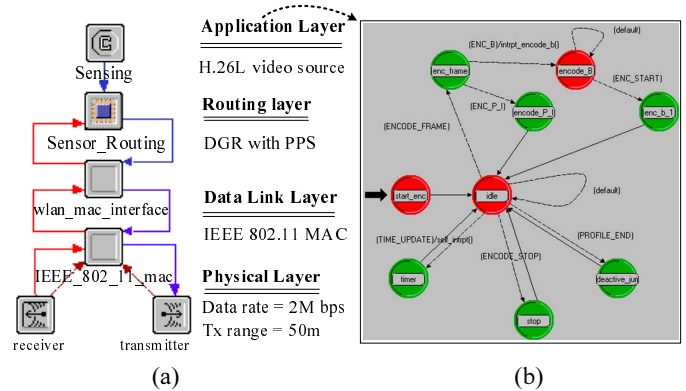 (a)
Sensing
Sensor_Routing
wlan_mac_interface
IEEE_802_11_mac
receiver
transmitter
Application Layer
H.26L video source
Routing layer
DGR with PPS
Data Link Layer
IEEE 802.11 MAC
Physical Layer
Data rate = 2M bps
Tx range = 50m
(default)
(ENC_B)/intrpt_encode_b()
enc_frame
encode_B
(ENC_START)
(ENC_P_I)
encode_P_I
enc_b_1
(ENCODE_FRAME)
start_enc
idle
(default)
(TIME_UPDATE)/self_intrpt()
(PROFILE_END)
(ENCODE_STOP)
timer
deactive_jun
stop
(a)
(b)